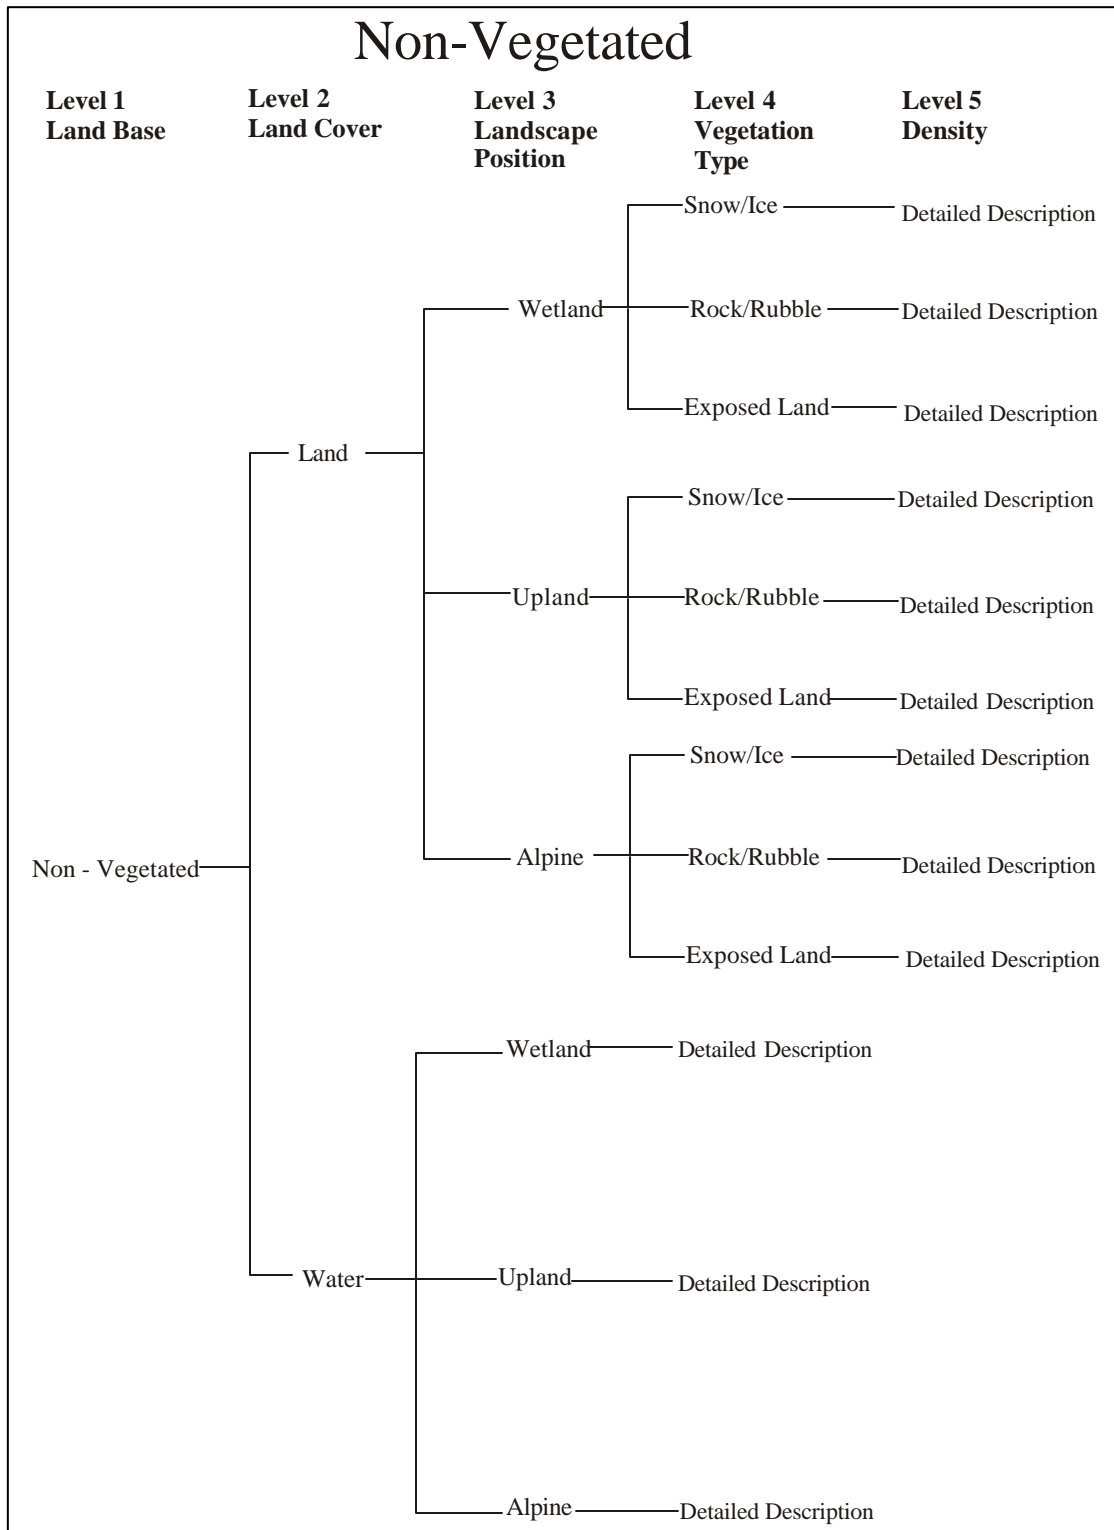 Non-Vegetated
Level 1
Land Base
Level 2
Land Cover
Level 3
Landscape
Position
Level 4
Vegetation
Type
Level 5
Density
Snow/Ice
Detailed Description
Wetland
Rock/Rubble
Detailed Description
Exposed Land
Detailed Description
Land
Snow/Ice
Detailed Description
Upland
Rock/Rubble
Detailed Description
Exposed Land
Detailed Description
Snow/Ice
Detailed Description
Non - Vegetated
Alpine
Rock/Rubble
Detailed Description
Exposed Land
Detailed Description
Wetland
Detailed Description
Water
Upland
Detailed Description
Alpine
Detailed Description